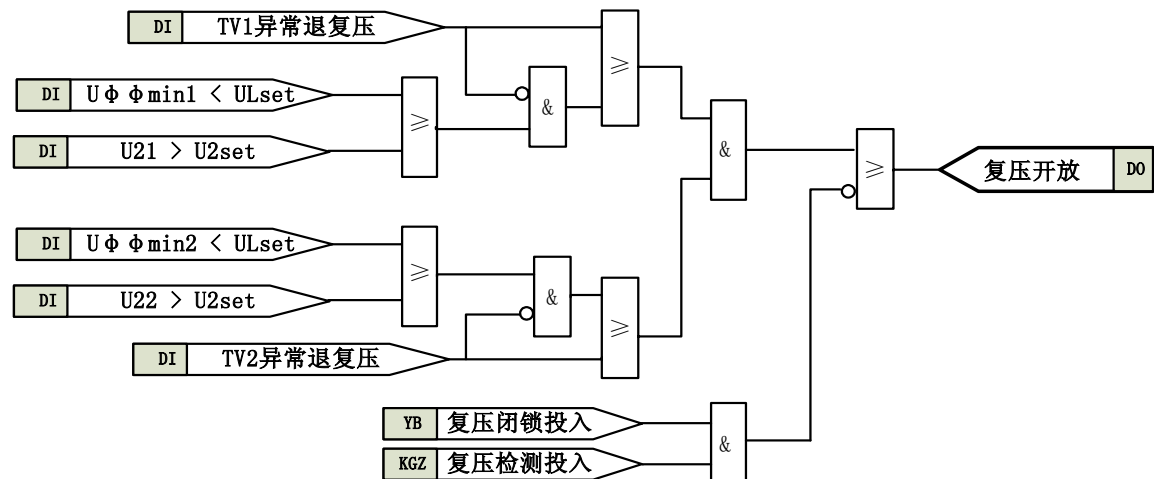 DI TV1异常退复压
≥
DI UΦΦmin1 < ULset
&
≥
DI U21 > U2set
&
≥
复压开放 DO
DI UΦΦmin2 < ULset
≥
&
DI U22 > U2set
≥
DI TV2异常退复压
YB 复压闭锁投入
&
KGZ 复压检测投入